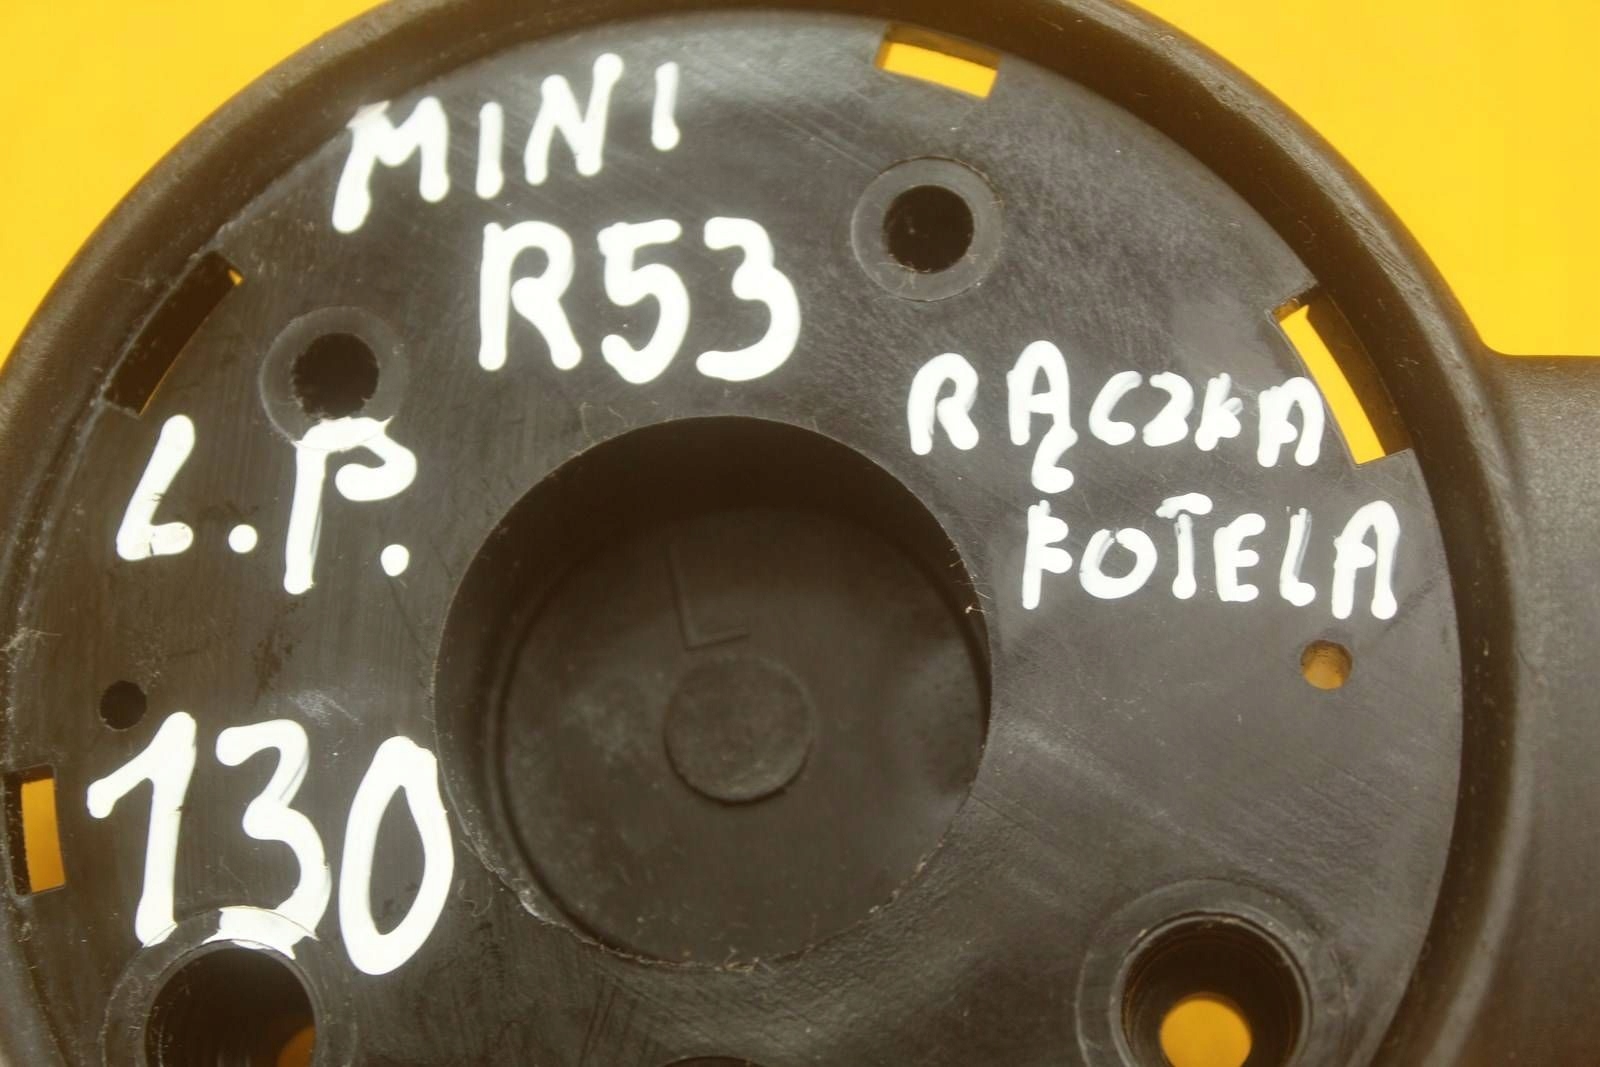 MINI
R53
RĄCZKA
FOTELA
L.P.
L
130